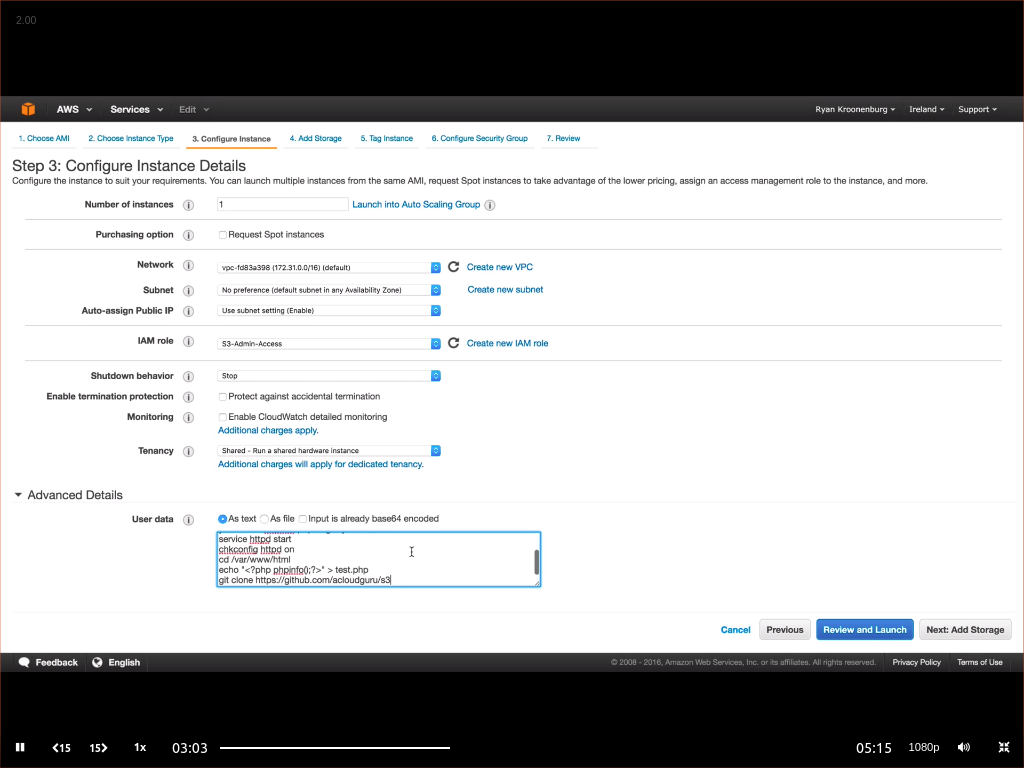 2.00
AWS Services Edit Ryan Kroonenburg Ireland Support
1. Choose AMI 2. Choose Instance Type 3. Configure Instance 4. Add Storage 5. Tag Instance 6. Configure Security Group 7. Review
Step 3: Configure Instance Details
Configure the instance to suit your requirements. You can launch multiple instances from the same AMI, request Spot instances to take advantage of the lower pricing, assign an access management role to the instance, and more.
Number of instances 1 Launch into Auto Scaling Group
Purchasing option Request Spot instances
Network vpc-fd83a398 (172.31.0.0/16) (default) Create new VPC
Subnet No preference (default subnet in any Availability Zone) Create new subnet
Auto-assign Public IP Use subnet setting (Enable)
IAM role S3-Admin-Access Create new IAM role
Shutdown behavior Stop
Enable termination protection Protect against accidental termination
Monitoring Enable CloudWatch detailed monitoring
Additional charges apply.
Tenancy Shared - Run a shared hardware instance
Additional charges will apply for dedicated tenancy.
Advanced Details
User data As text As file Input is already base64 encoded
service httpd start
chkconfig httpd on
cd /var/www/html
echo "<?php phpinfo();?>" > test.php
git clone https://github.com/acloudguru/s3
Cancel Previous Review and Launch Next: Add Storage
Feedback English © 2008 - 2016, Amazon Web Services, Inc. or its affiliates. All rights reserved. Privacy Policy Terms of Use
15 15 1x 03:03 05:15 1080p